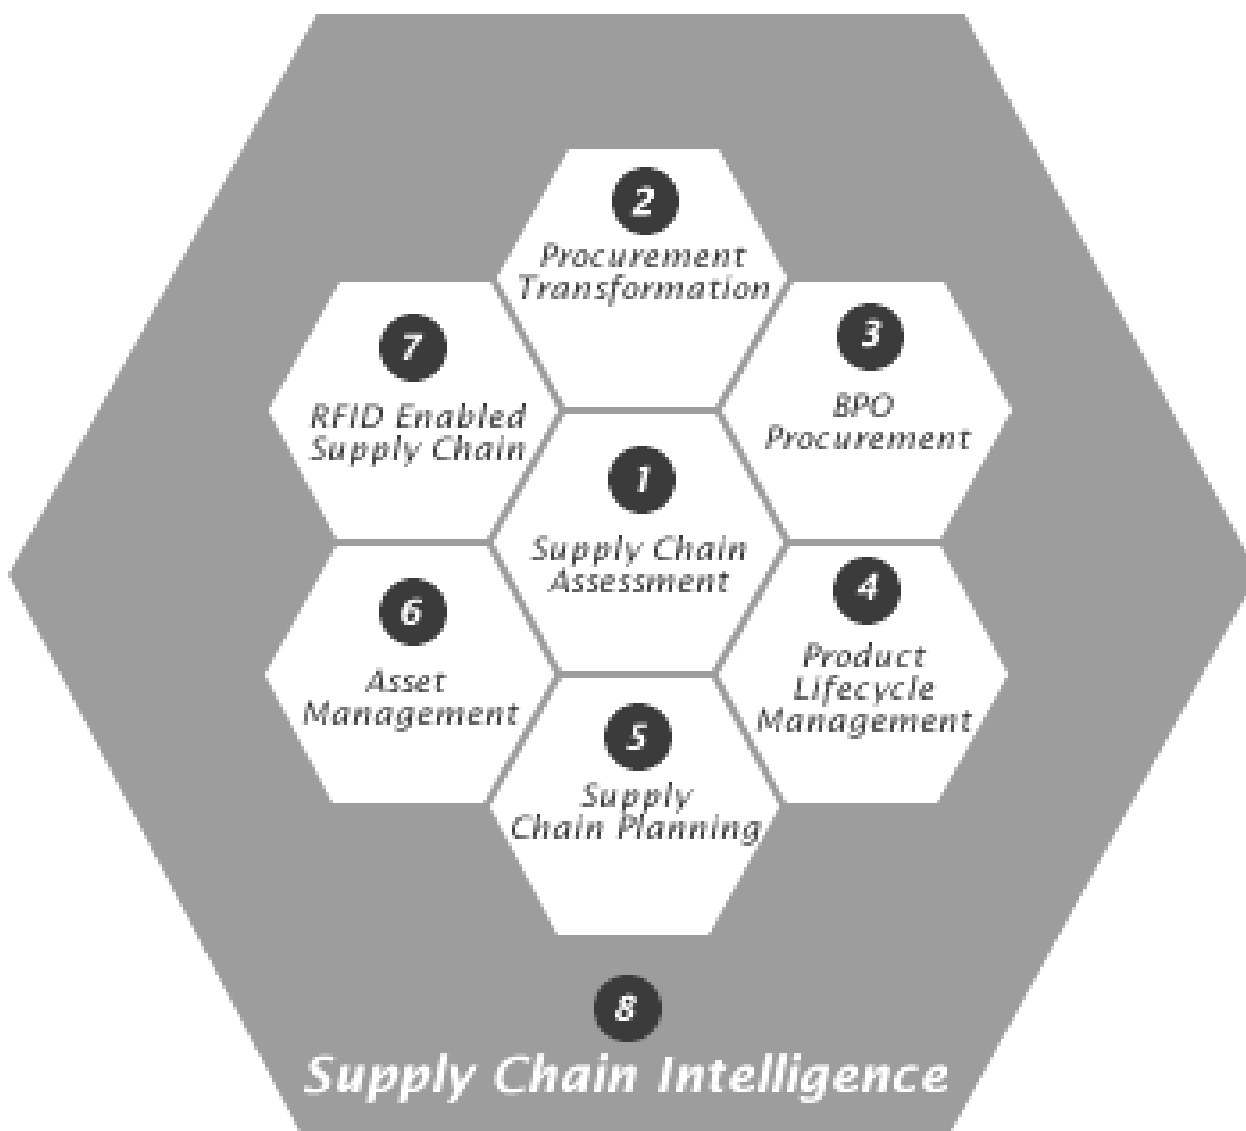 2
Procurement
Transformation
7
RFID Enabled
Supply Chain
3
BPO
Procurement
1
Supply Chain
Assessment
6
Asset
Management
4
Product
Lifecycle
Management
5
Supply
Chain Planning
8
Supply Chain Intelligence